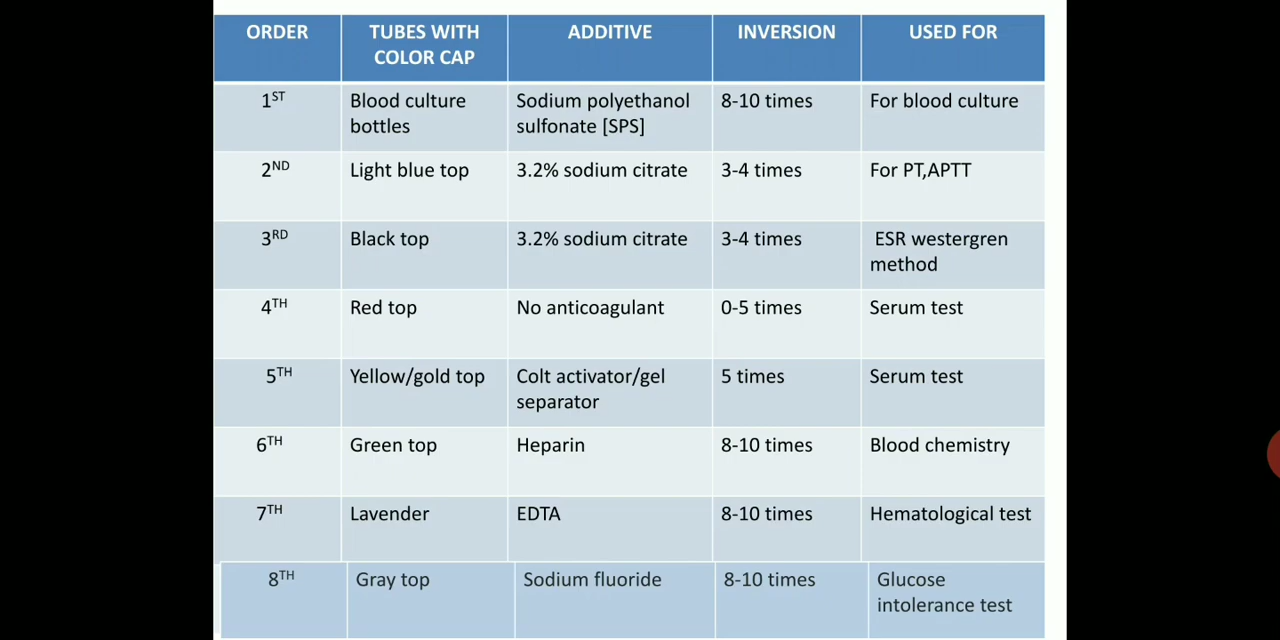 ORDER TUBES WITH COLOR CAP ADDITIVE INVERSION USED FOR
1ST Blood culture bottles Sodium polyethanol sulfonate [SPS] 8-10 times For blood culture
2ND Light blue top 3.2% sodium citrate 3-4 times For PT,APTT
3RD Black top 3.2% sodium citrate 3-4 times ESR westergren method
4TH Red top No anticoagulant 0-5 times Serum test
5TH Yellow/gold top Colt activator/gel separator 5 times Serum test
6TH Green top Heparin 8-10 times Blood chemistry
7TH Lavender EDTA 8-10 times Hematological test
8TH Gray top Sodium fluoride 8-10 times Glucose intolerance test